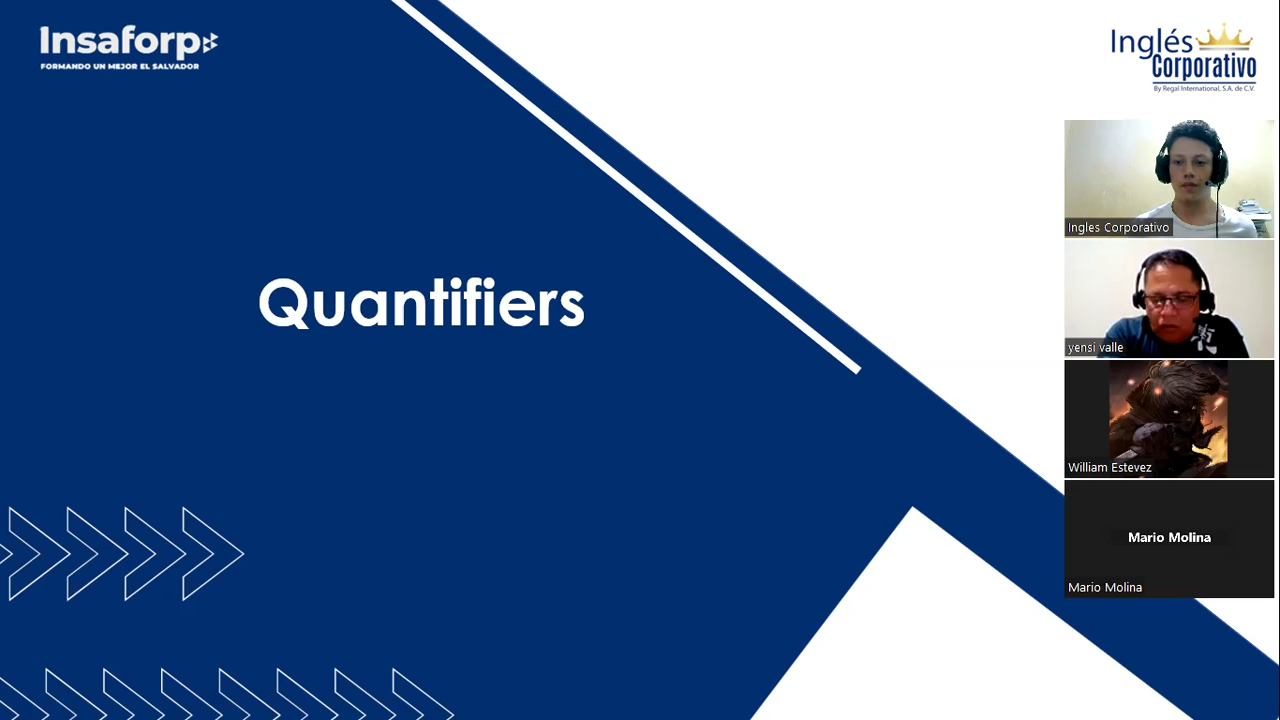 Insaforp
FORMANDO UN MEJOR EL SALVADOR
Inglés
Corporativo
By Regal International, S.A. de C.V.
Quantifiers
Ingles Corporativo
yensi valle
William Estevez
Mario Molina
Mario Molina